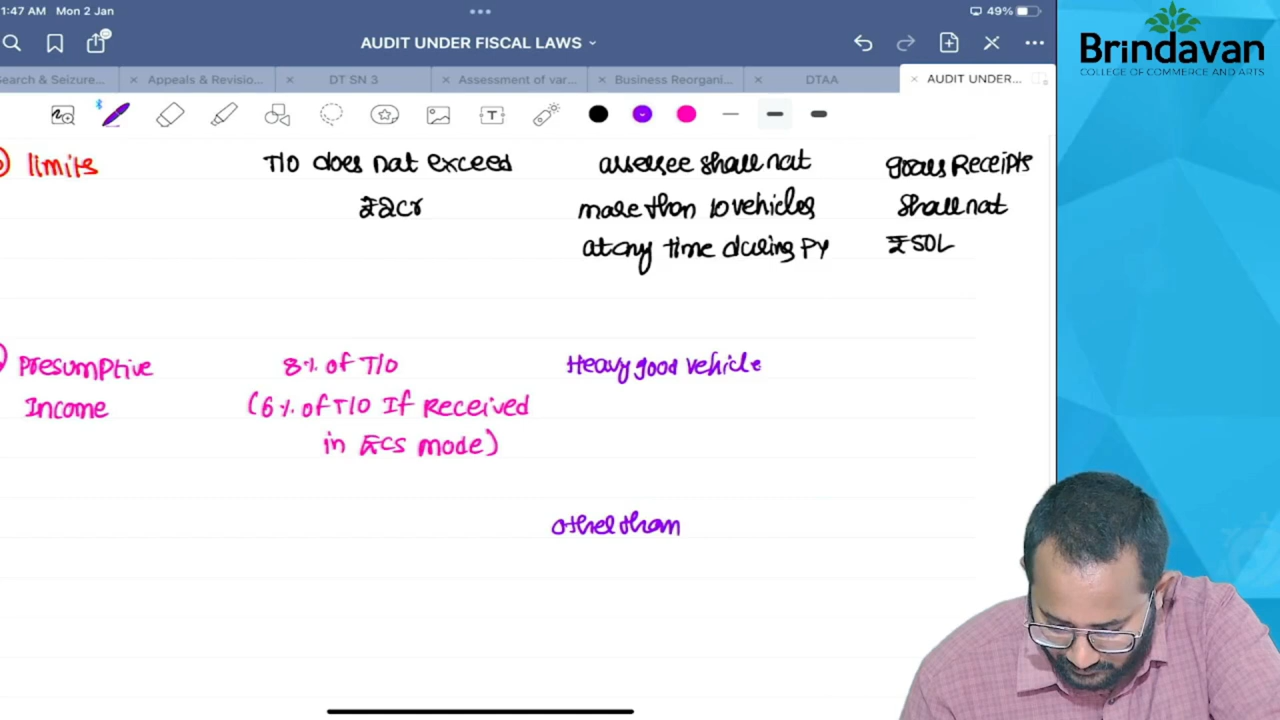 1:47 AM Mon 2 Jan
49%
AUDIT UNDER FISCAL LAWS
Brindavan
COLLEGE OF COMMERCE AND ARTS
earch & Seizure...
Appeals & Revisio...
DT SN 3
Assessment of var...
Business Reorgani...
DTAA
AUDIT UNDER...
limits
T/O does not exceed
₹2cr
assessee shall not
more than 10 vehicles
at any time during PY
goals Receipts
shall not
₹50L
Presumptive
Income
8% of T/O
(6% of T/O If Received
in ECS mode)
Heavy good vehicle
other than